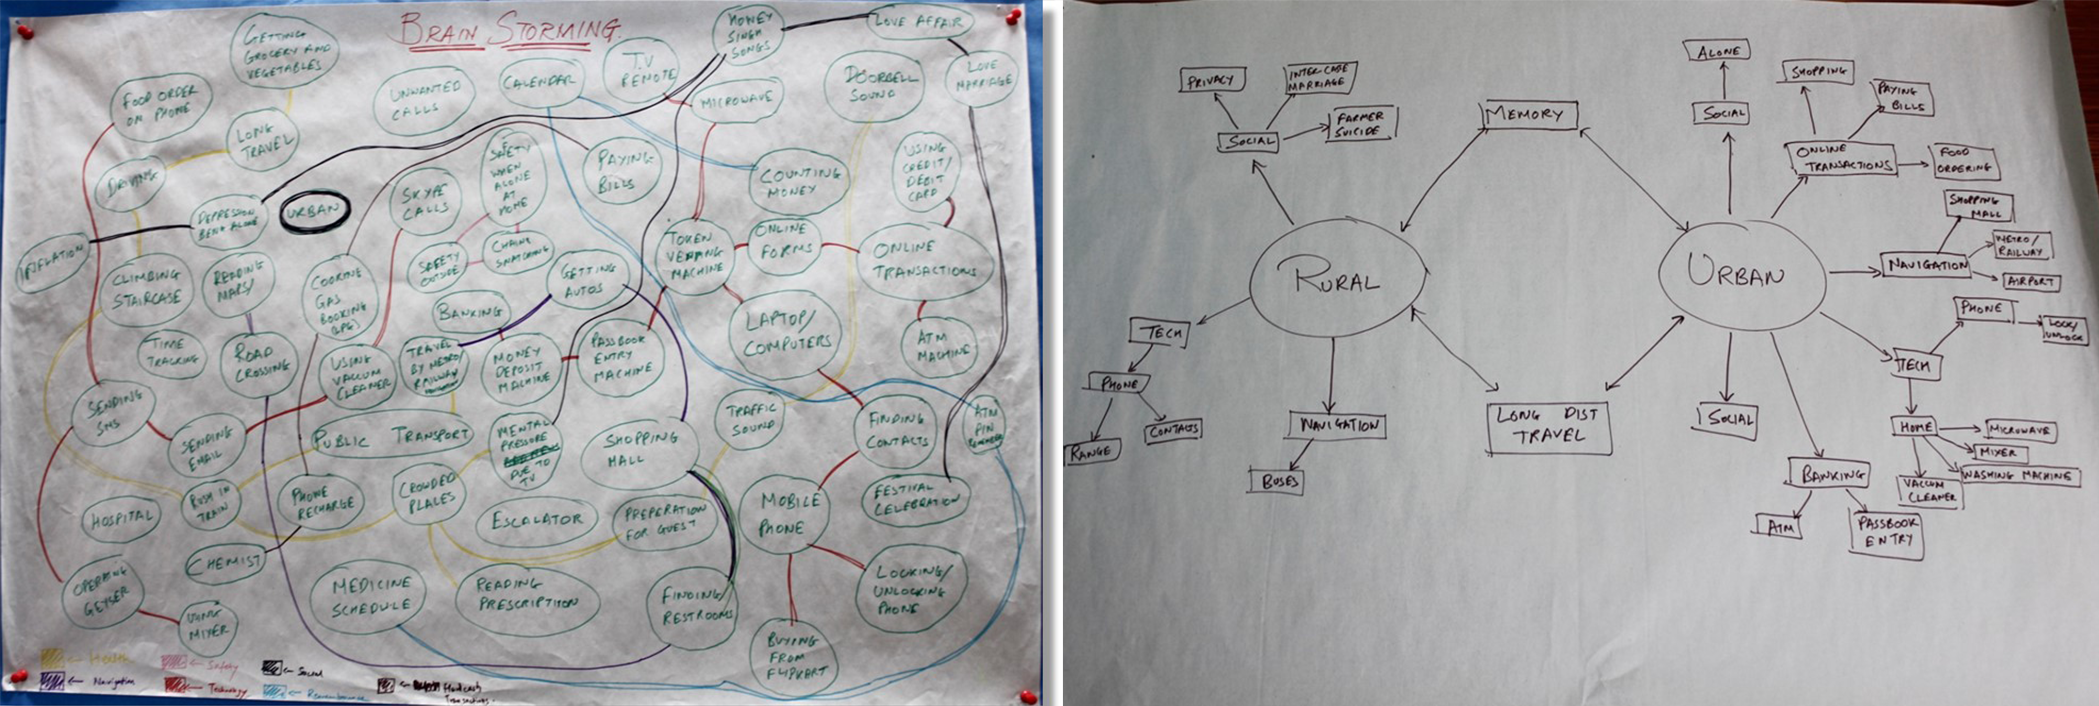 BRAIN STORMING
GETTING
GROCERY AND
VEGETABLES
HONEY
SINGH
SONGS
LOVE AFFAIR
T.V
REMOTE
CALENDAR
UNWANTED
CALLS
DOORBELL
SOUND
LOVE
MARRIAGE
FOOD ORDER
ON PHONE
MICROWAVE
LONG
TRAVEL
SAFETY
WHEN
ALONE
AT
HOME
PAYING
BILLS
COUNTING
MONEY
USING
CREDIT/
DEBIT
CARD
DRIVING
DEPRESSION
BEING ALONE
URBAN
SKYPE
CALLS
INFLATION
CLIMBING
STAIRCASE
READING
MAPS/
COOKING
GAS
BOOKING
(LPG)
SAFETY
OUTSIDE
CHAIN
SNATCHING
GETTING
AUTOS
TOKEN
VENDING
MACHINE
ONLINE
FORMS
ONLINE
TRANSACTIONS
BANKING
TIME
TRACKING
ROAD
CROSSING
USING
VACCUM
CLEANER
TRAVEL
BY METRO/
RAILWAY
MONEY
DEPOSIT
MACHINE
PASSBOOK
ENTRY
MACHINE
LAPTOP/
COMPUTERS
ATM
MACHINE
SENDING
SMS
SENDING
EMAIL
PUBLIC TRANSPORT
MENTAL
PRESSURE
DUE TO
TV
SHOPPING
MALL
TRAFFIC
SOUND
FINDING
CONTACTS
ATM
PIN
REMEMBER
HOSPITAL
RUSH IN
TRAIN
PHONE
RECHARGE
CROWDED
PLALES
ESCALATOR
PREPERATION
FOR GUEST
MOBILE
PHONE
FESTIVAL
CELEBRATION
CHEMIST
OPERATING
GEYSER
USING
MIXER
MEDICINE
SCHEDULE
READING
PRESCRIPTION
FINDING
RESTROOMS
BUYING
FROM
FLIPKART
LOCKING/
UNLOCKING
PHONE
← Health
← Safety
← Social
← Navigation
← Technology
← Remembrance
Transactions
PRIVACY
INTER CASTE
MARRIAGE
FARMER
SUICIDE
SOCIAL
MEMORY
ALONE
SOCIAL
SHOPPING
PAYING
BILLS
ONLINE
TRANSACTIONS
FOOD
ORDERING
RURAL
URBAN
SHOPPING
MALL
METRO/
RAILWAY
NAVIGATION
AIRPORT
TECH
PHONE
RANGE
CONTACTS
NAVIGATION
BUSES
LONG DIST
TRAVEL
SOCIAL
PHONE
LOCK/
UNLOCK
TECH
HOME
MICROWAVE
MIXER
WASHING MACHINE
VACCUM
CLEANER
BANKING
ATM
PASSBOOK
ENTRY